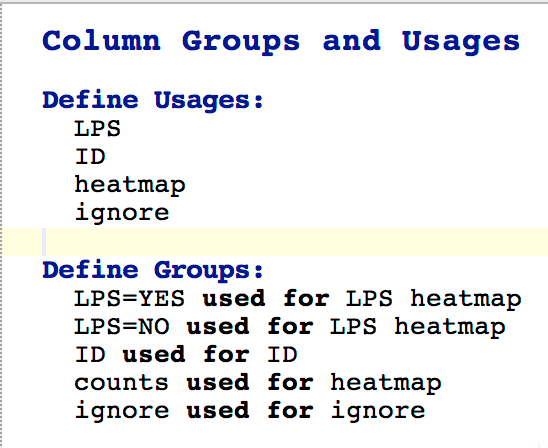 Column Groups and Usages
Define Usages:
LPS
ID
heatmap
ignore
Define Groups:
LPS=YES used for LPS heatmap
LPS=NO used for LPS heatmap
ID used for ID
counts used for heatmap
ignore used for ignore